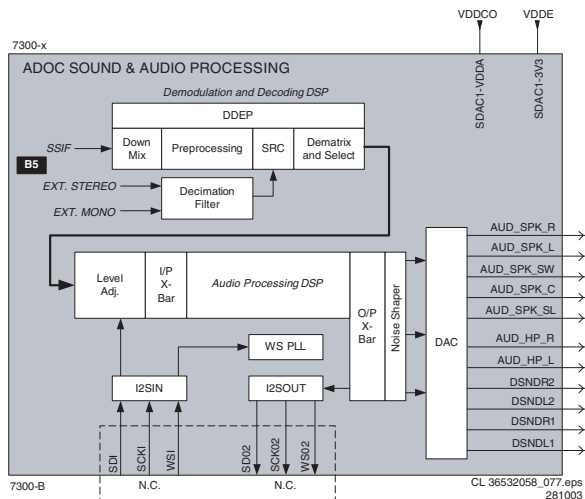 VDDCO
VDDE
7300-x
SDAC1-VDDA
SDAC1-3V3
ADOC SOUND & AUDIO PROCESSING
Demodulation and Decoding DSP
DDEP
SSIF
Down
Mix
Preprocessing
SRC
Dematrix
and Select
B5
EXT. STEREO
EXT. MONO
Decimation
Filter
Level
Adj.
I/P
X-
Bar
Audio Processing DSP
O/P
X-
Bar
Noise Shaper
DAC
AUD_SPK_R
AUD_SPK_L
AUD_SPK_SW
AUD_SPK_C
AUD_SPK_SL
AUD_HP_R
AUD_HP_L
DSNDR2
DSNDL2
DSNDR1
DSNDL1
WS PLL
I2SIN
I2SOUT
SDI
SCKI
WSI
SD02
SCK02
WS02
7300-B
N.C.
N.C.
CL 36532058_077.eps
281003